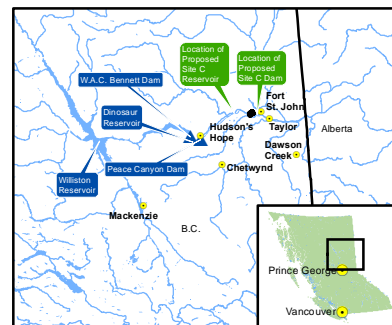 Location of
Proposed
Site C
Reservoir
Location of
Proposed
Site C Dam
W.A.C. Bennett Dam
Fort
St. John
Dinosaur
Reservoir
Hudson's
Hope
Taylor
Alberta
Dawson
Creek
Peace Canyon Dam
Chetwynd
Williston
Reservoir
Mackenzie
B.C.
Prince George
Vancouver